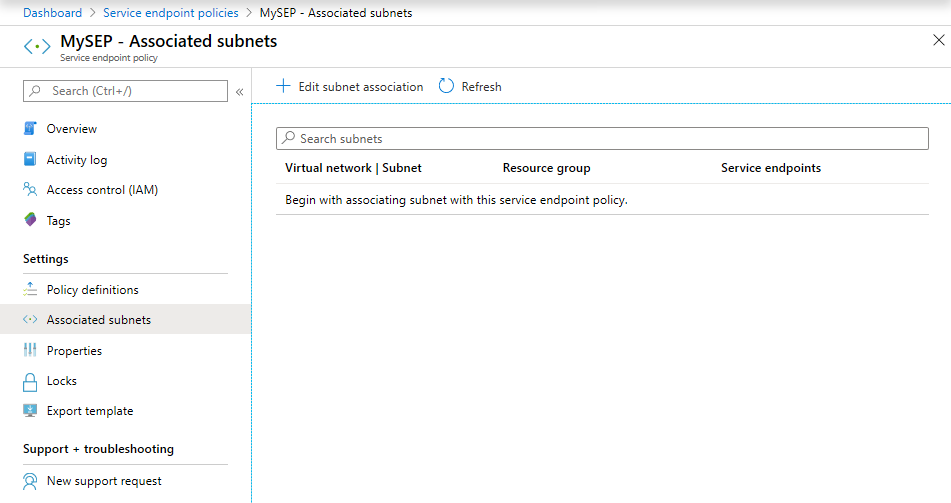 Dashboard > Service endpoint policies > MySEP - Associated subnets
MySEP - Associated subnets
Service endpoint policy
Search (Ctrl+/)
«
Overview
Activity log
Access control (IAM)
Tags
Settings
Policy definitions
Associated subnets
Properties
Locks
Export template
Support + troubleshooting
New support request
Edit subnet association Refresh
Search subnets
Virtual network | Subnet Resource group Service endpoints
Begin with associating subnet with this service endpoint policy.